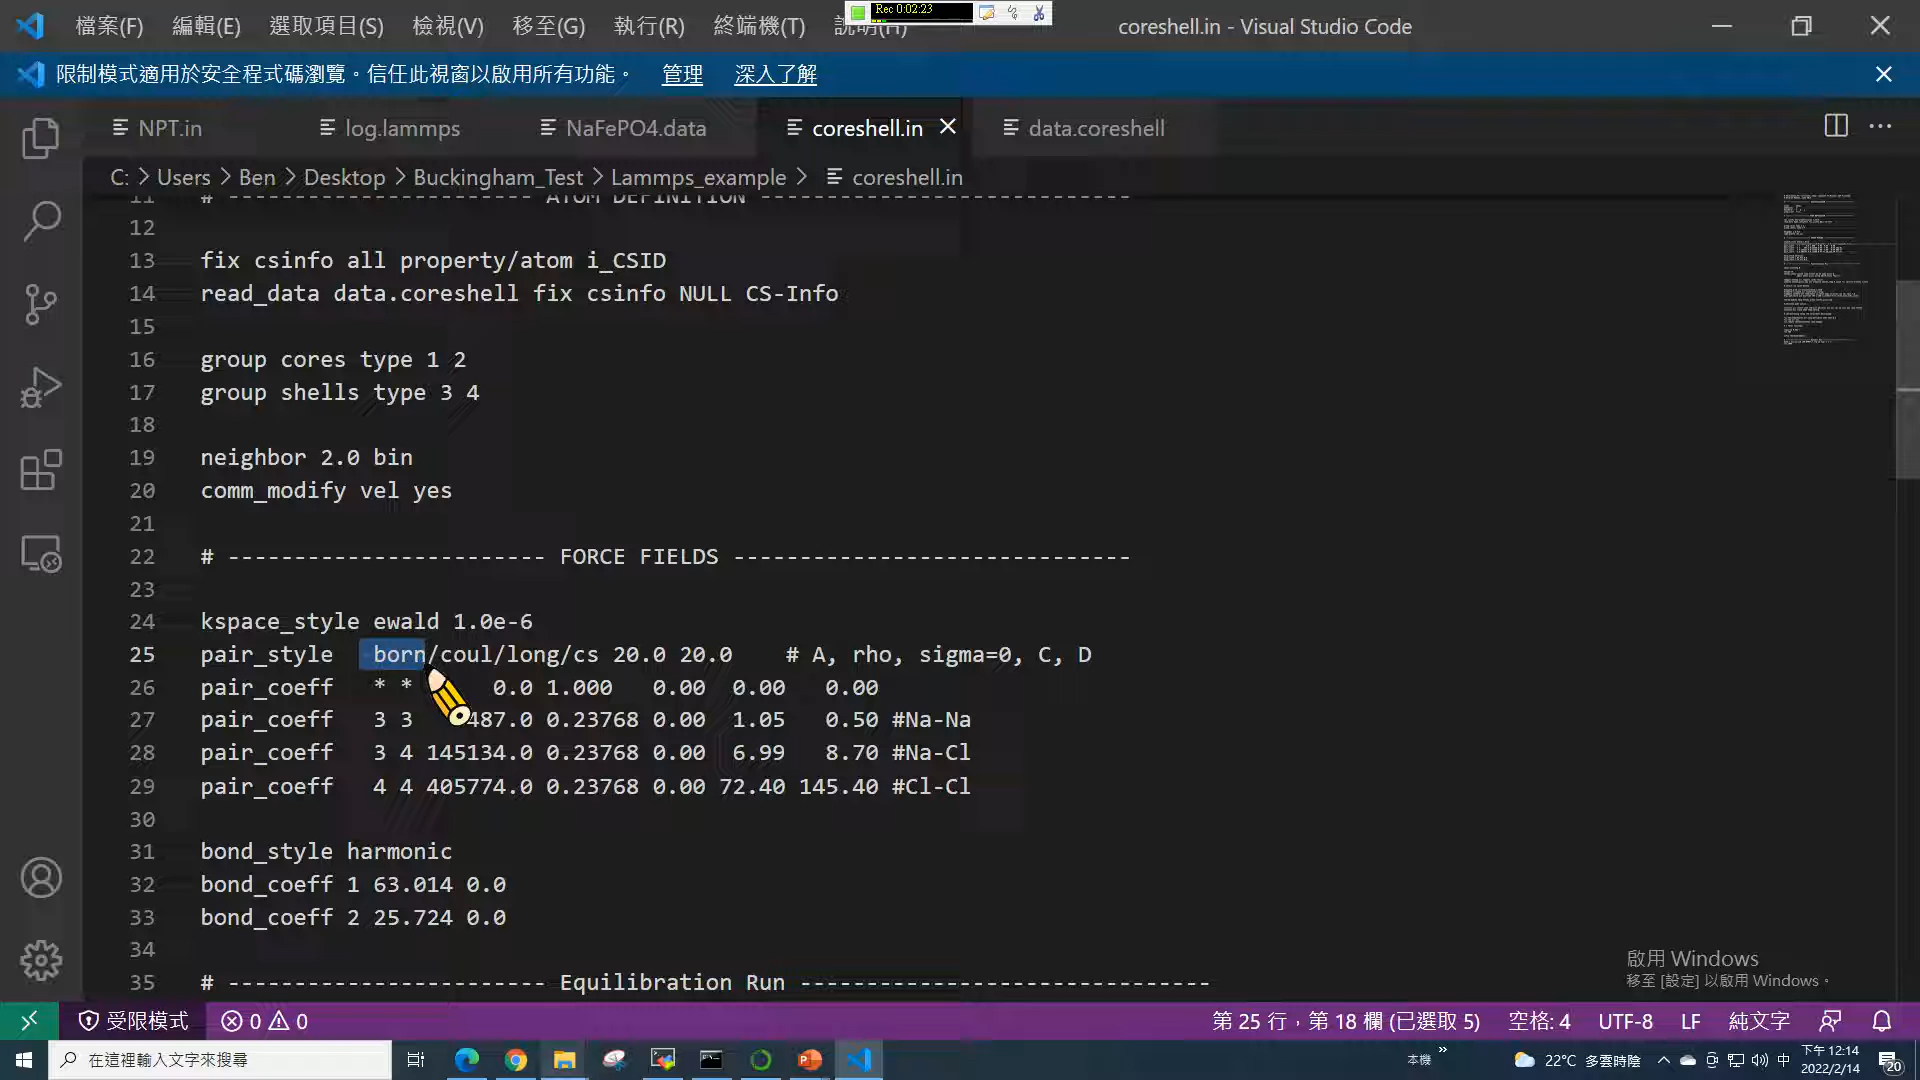 檔案(F) 編輯(E) 選取項目(S) 檢視(V) 移至(G) 執行(R) 終端機(T) 說明(H) Rec 0:02:23 coreshell.in - Visual Studio Code
限制模式適用於安全程式碼瀏覽。信任此視窗以啟用所有功能。 管理 深入了解
NPT.in log.lammps NaFePO4.data coreshell.in data.coreshell
C: > Users > Ben > Desktop > Buckingham_Test > Lammps_example > coreshell.in
11 # ----------------------- ATOM DEFINITION ----------------------------
12
13 fix csinfo all property/atom i_CSID
14 read_data data.coreshell fix csinfo NULL CS-Info
15
16 group cores type 1 2
17 group shells type 3 4
18
19 neighbor 2.0 bin
20 comm_modify vel yes
21
22 # ------------------------ FORCE FIELDS ------------------------------
23
24 kspace_style ewald 1.0e-6
25 pair_style born/coul/long/cs 20.0 20.0 # A, rho, sigma=0, C, D
26 pair_coeff * * 0.0 1.000 0.00 0.00 0.00
27 pair_coeff 3 3 487.0 0.23768 0.00 1.05 0.50 #Na-Na
28 pair_coeff 3 4 145134.0 0.23768 0.00 6.99 8.70 #Na-Cl
29 pair_coeff 4 4 405774.0 0.23768 0.00 72.40 145.40 #Cl-Cl
30
31 bond_style harmonic
32 bond_coeff 1 63.014 0.0
33 bond_coeff 2 25.724 0.0
34
35 # ------------------------ Equilibration Run -------------------------------
啟用 Windows
移至 [設定] 以啟用 Windows。
受限模式 0 0 第 25 行，第 18 欄 (已選取 5) 空格: 4 UTF-8 LF 純文字
在這裡輸入文字來搜尋 本機 22°C 多雲時陰 中 下午 12:14
2022/2/14 20